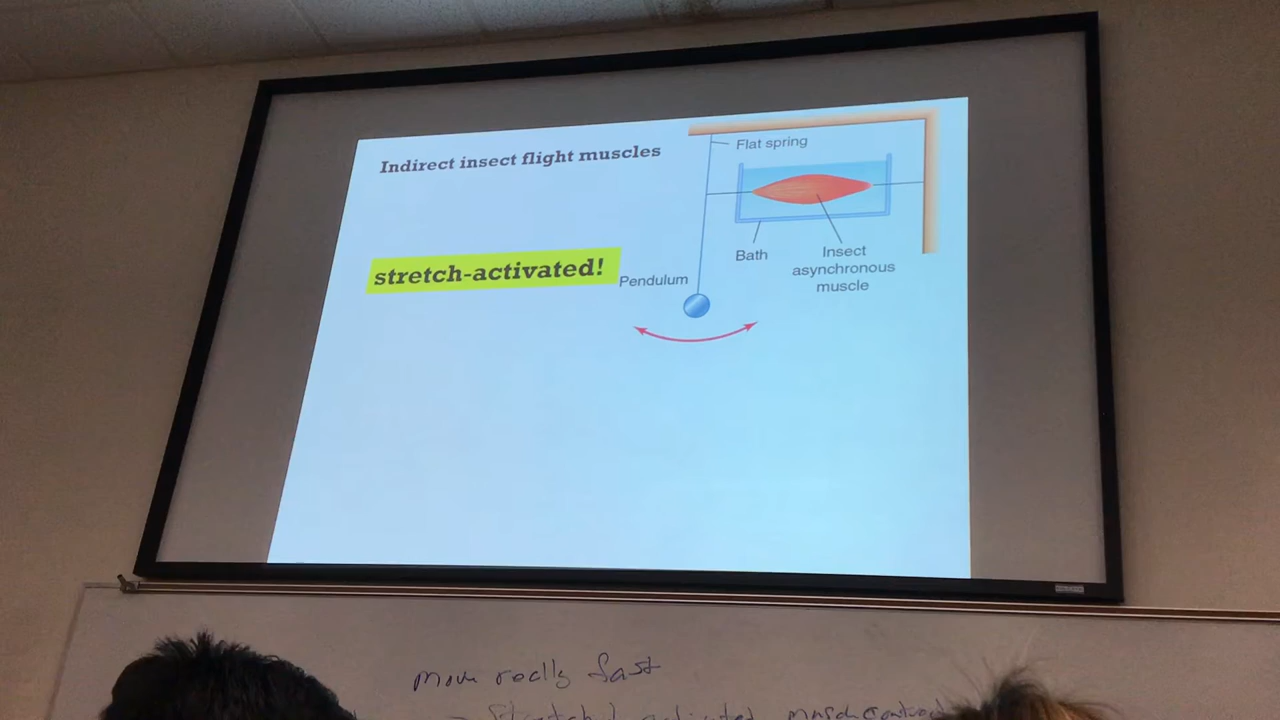 Indirect insect flight muscles
stretch-activated!
Flat spring
Bath
Insect
asynchronous
muscle
Pendulum
move really fast